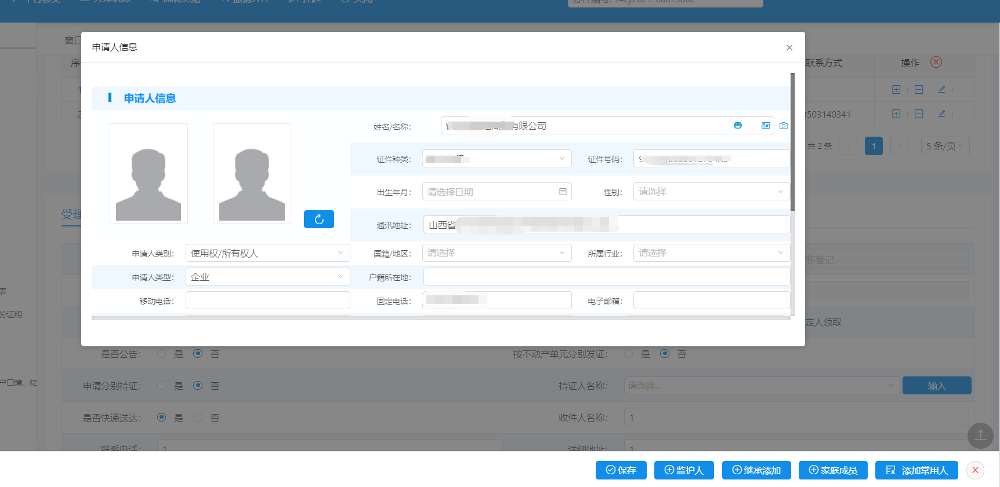 申请人信息
联系方式
操作
申请人信息
姓名/名称:
有限公司
503140341
证件种类:
证件号码:
共 2 条
1
5 条/页
出生年月:
请选择日期
性别:
请选择
通讯地址:
山西省
申请人类别:
使用权/所有权人
国籍/地区:
请选择
所属行业:
请选择
移登记
申请人类型:
企业
户籍所在地:
表
移动电话:
固定电话:
电子邮箱:
份证明
定人领取
是否公告:
是
否
按不动产单元分别发证:
是
否
户口簿、结
申请分别持证:
是
否
持证人名称:
请选择...
输入
是否快递送达:
是
否
收件人名称:
1
联系电话:
1
详细地址:
1
保存
监护人
继承添加
家庭成员
添加常用人